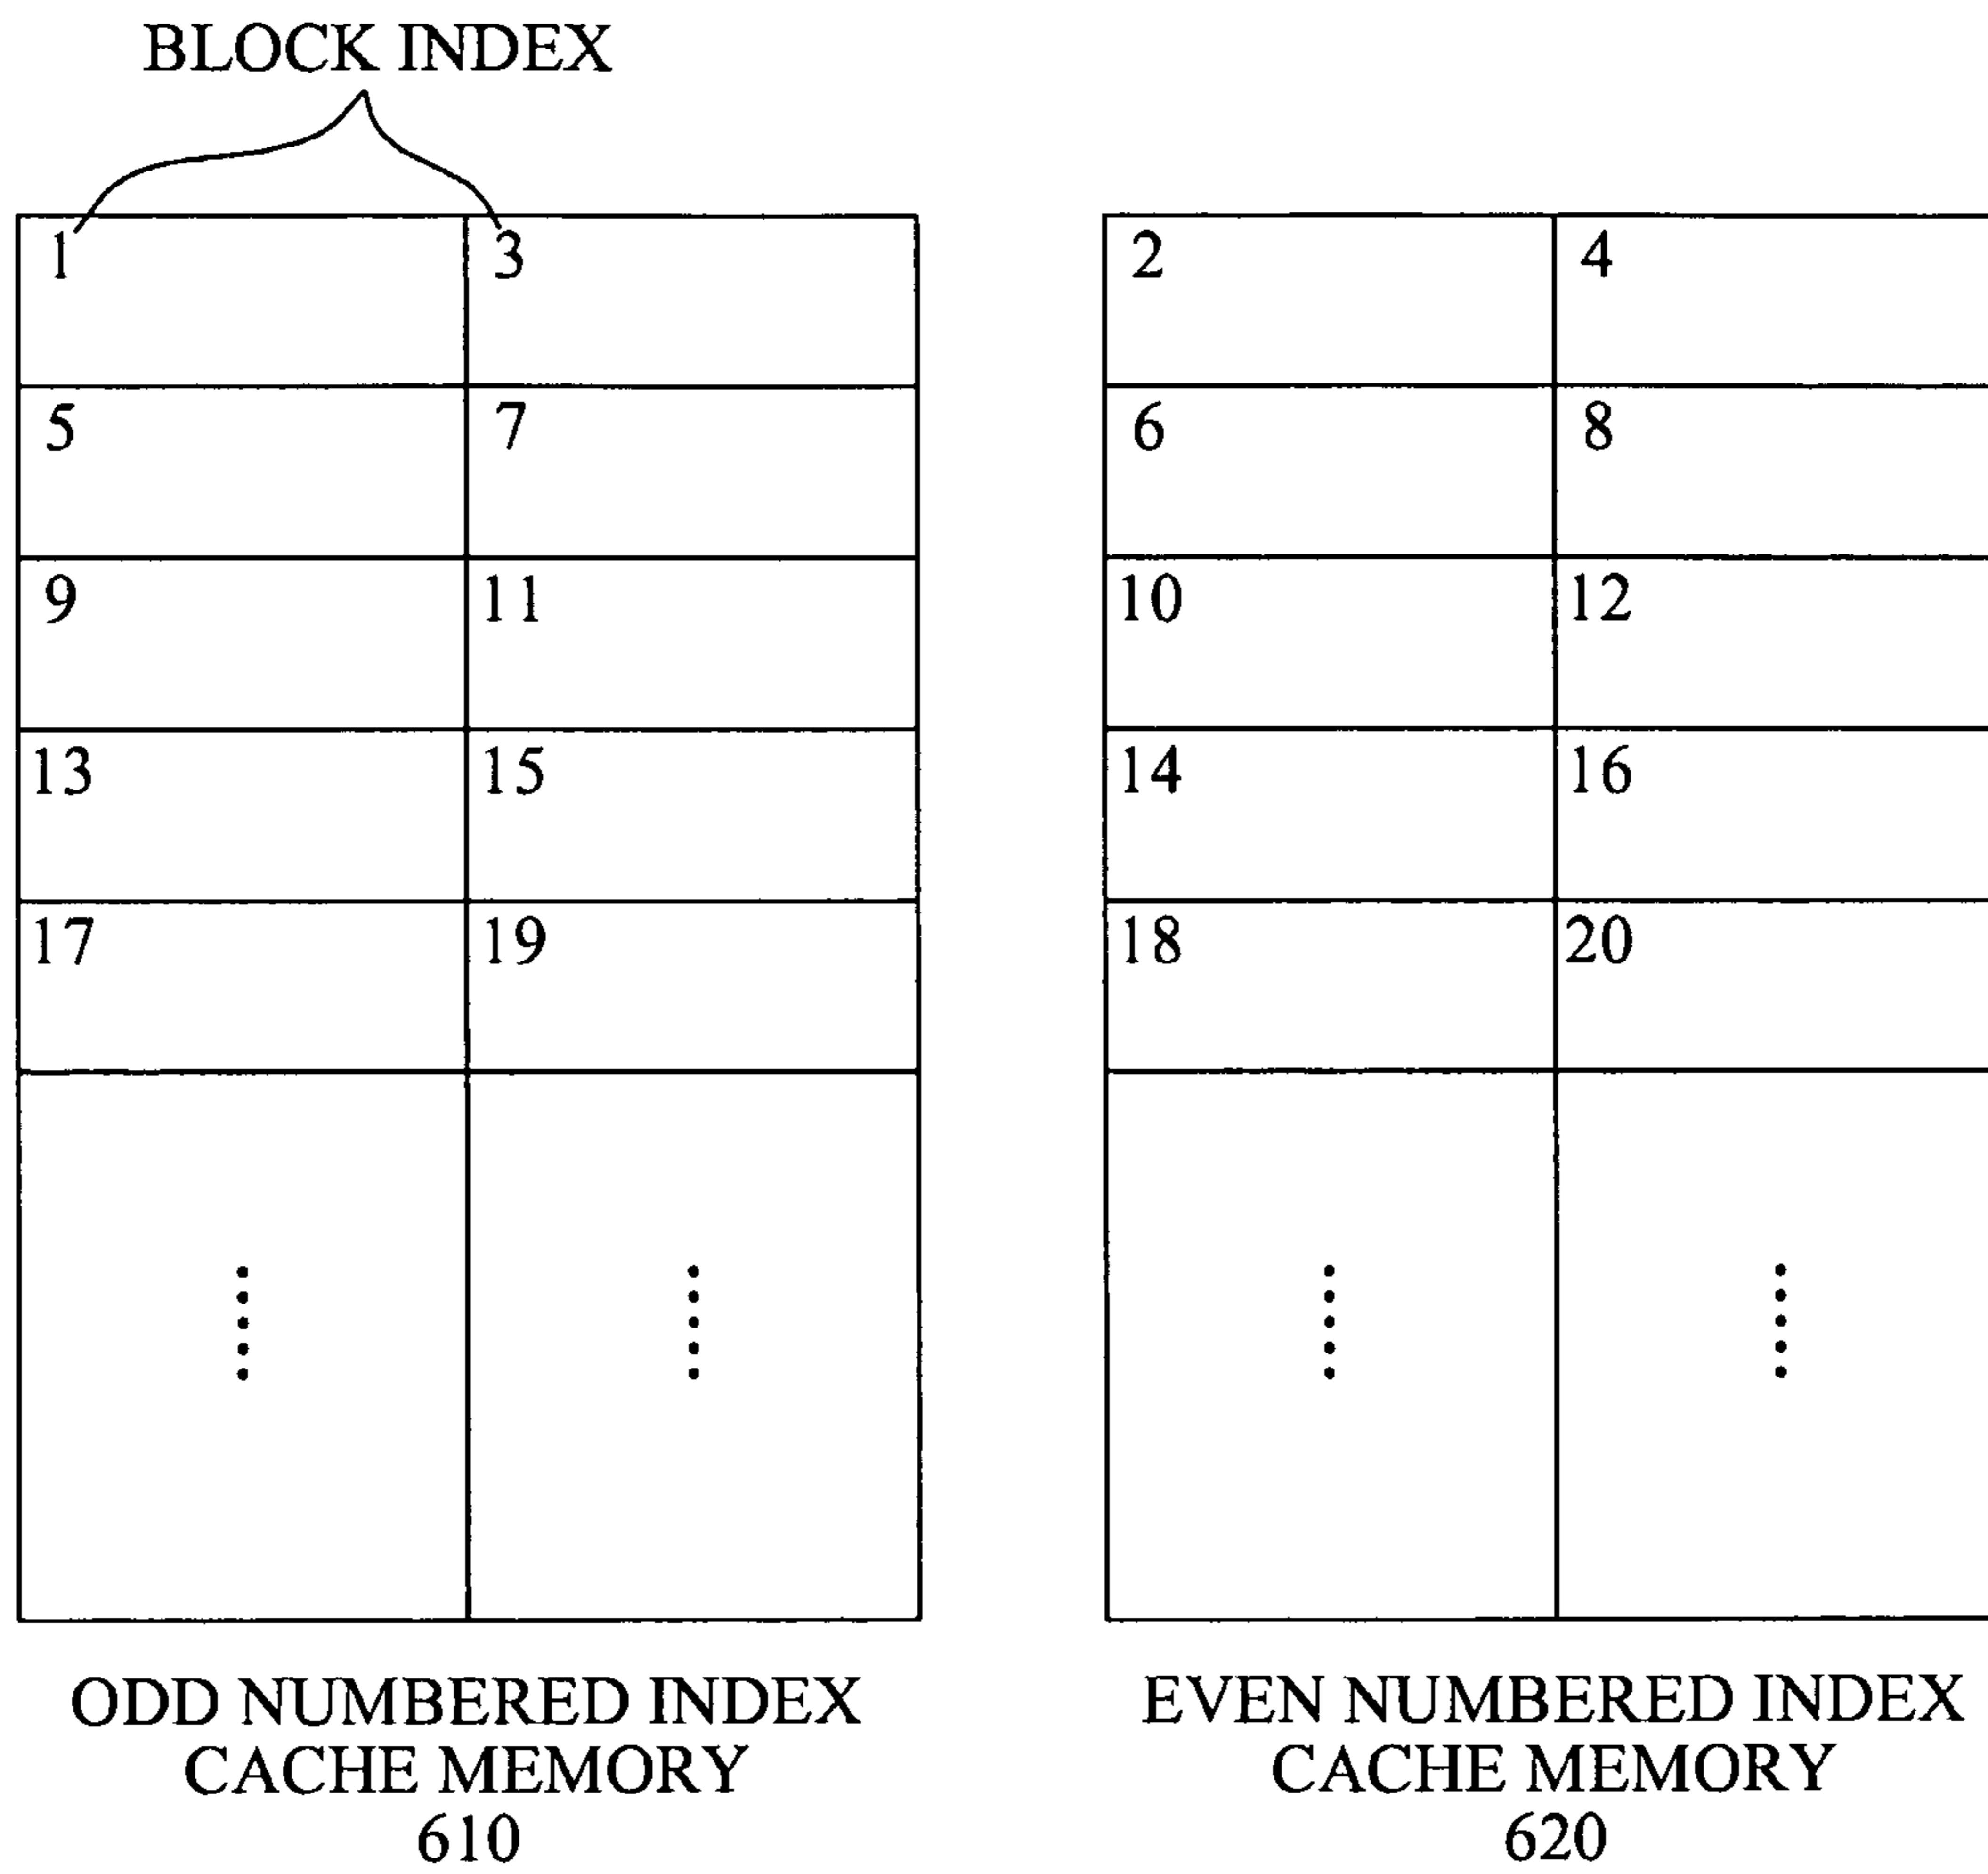 BLOCK INDEX
1 3
5 7
9 11
13 15
17 19
ODD NUMBERED INDEX
CACHE MEMORY
610
2 4
6 8
10 12
14 16
18 20
EVEN NUMBERED INDEX
CACHE MEMORY
620